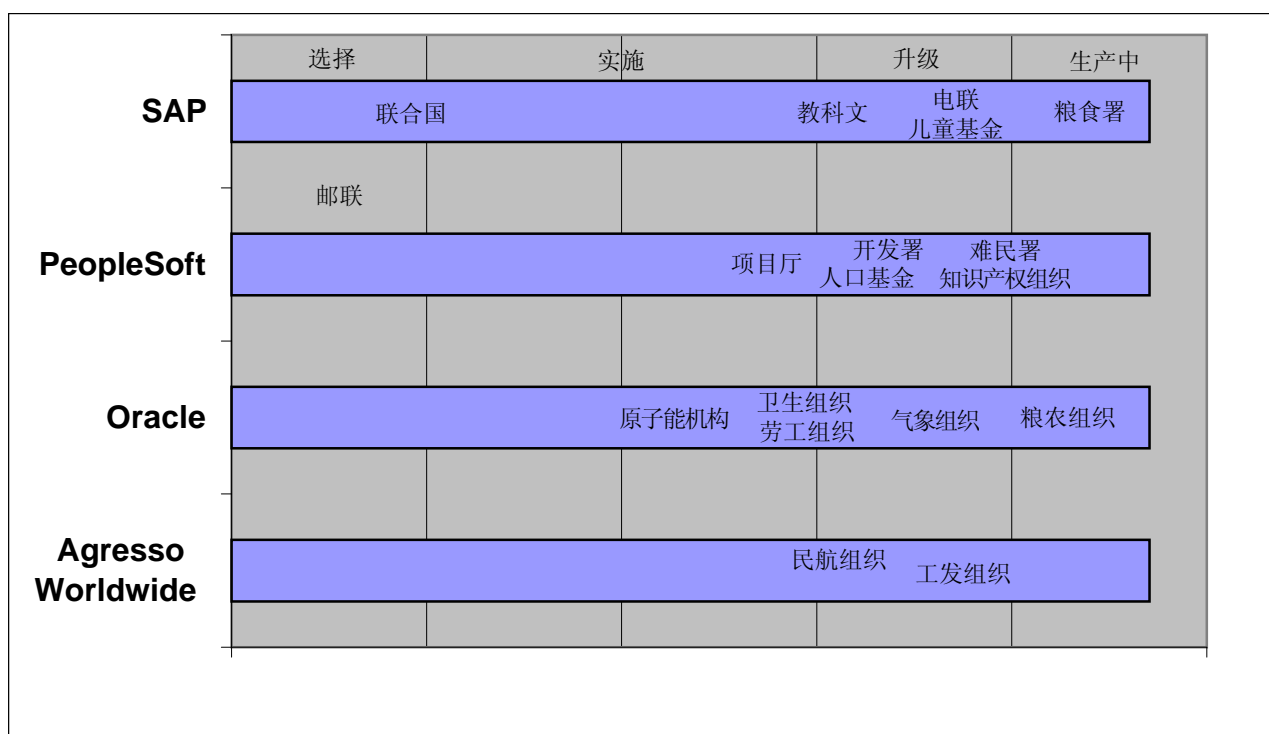 选择 实施 升级 生产中
SAP
联合国 教科文 电联 粮食署
儿童基金
邮联
PeopleSoft
项目厅 开发署 难民署
人口基金 知识产权组织
Oracle
原子能机构 卫生组织 气象组织 粮农组织
劳工组织
Agresso
Worldwide
民航组织 工发组织